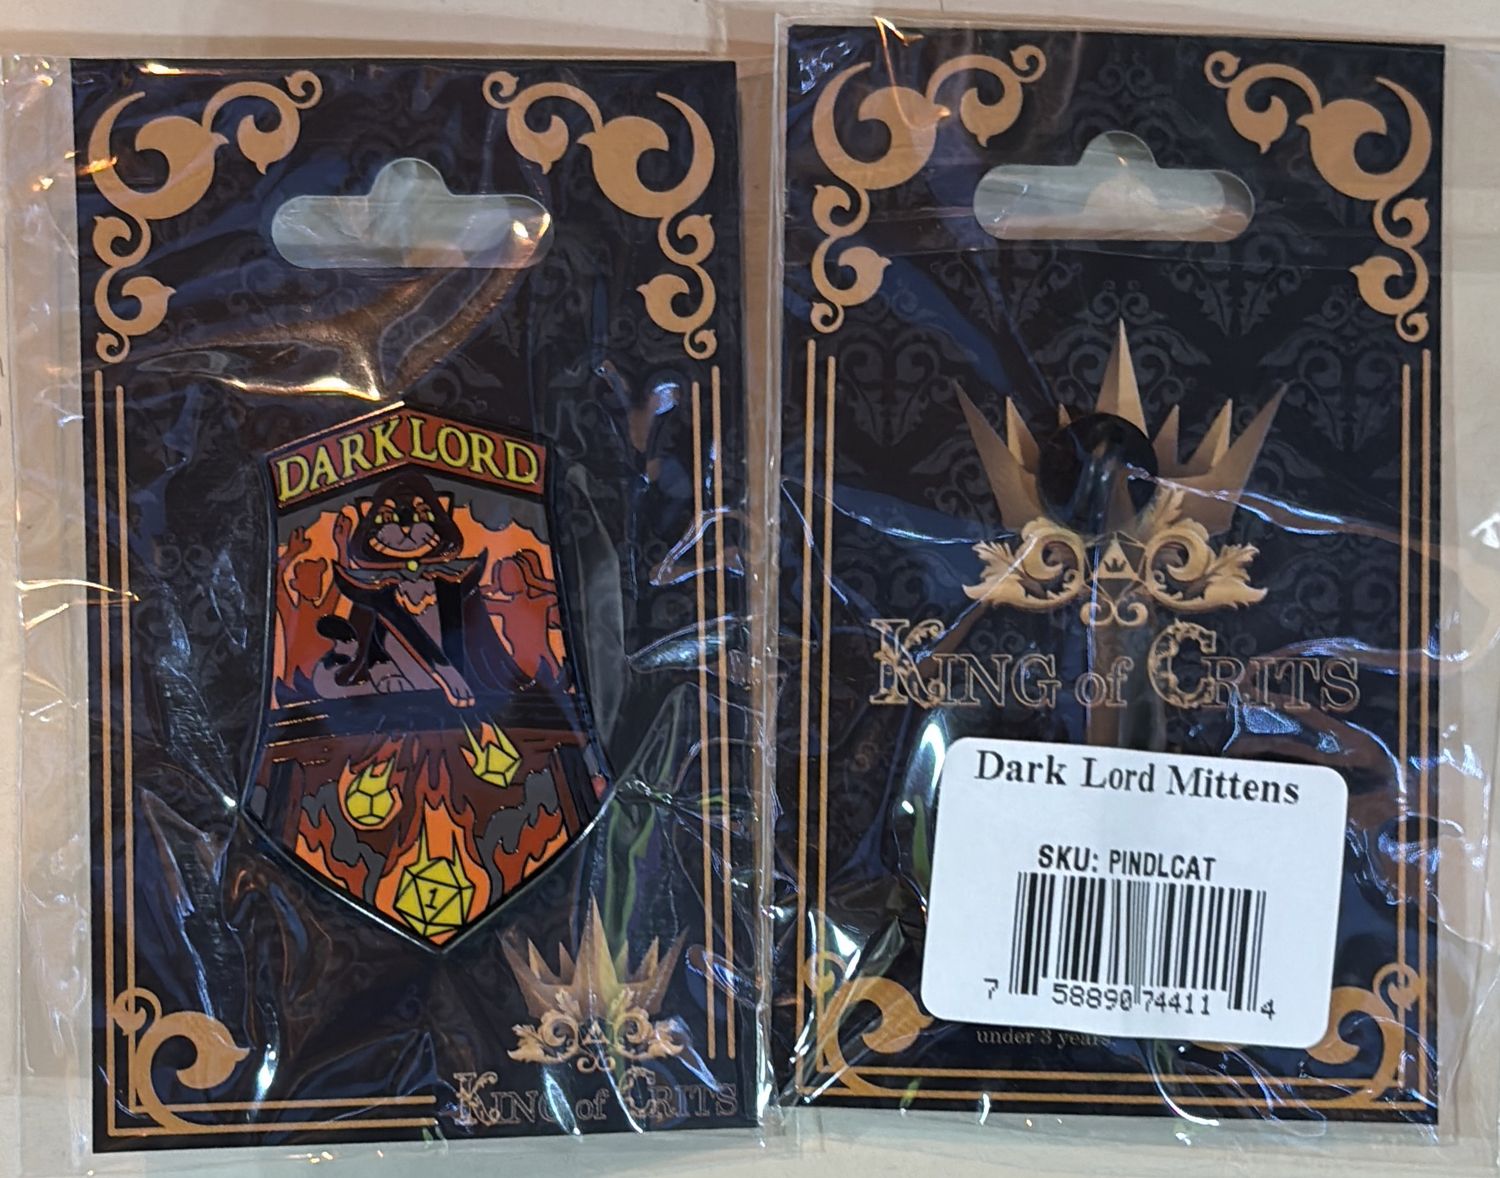 DARK LORD
1
KING OF CRITS
KING of CRITS
Dark Lord Mittens
SKU: PINDLCAT
7 58890 74411 4
under 3 years.